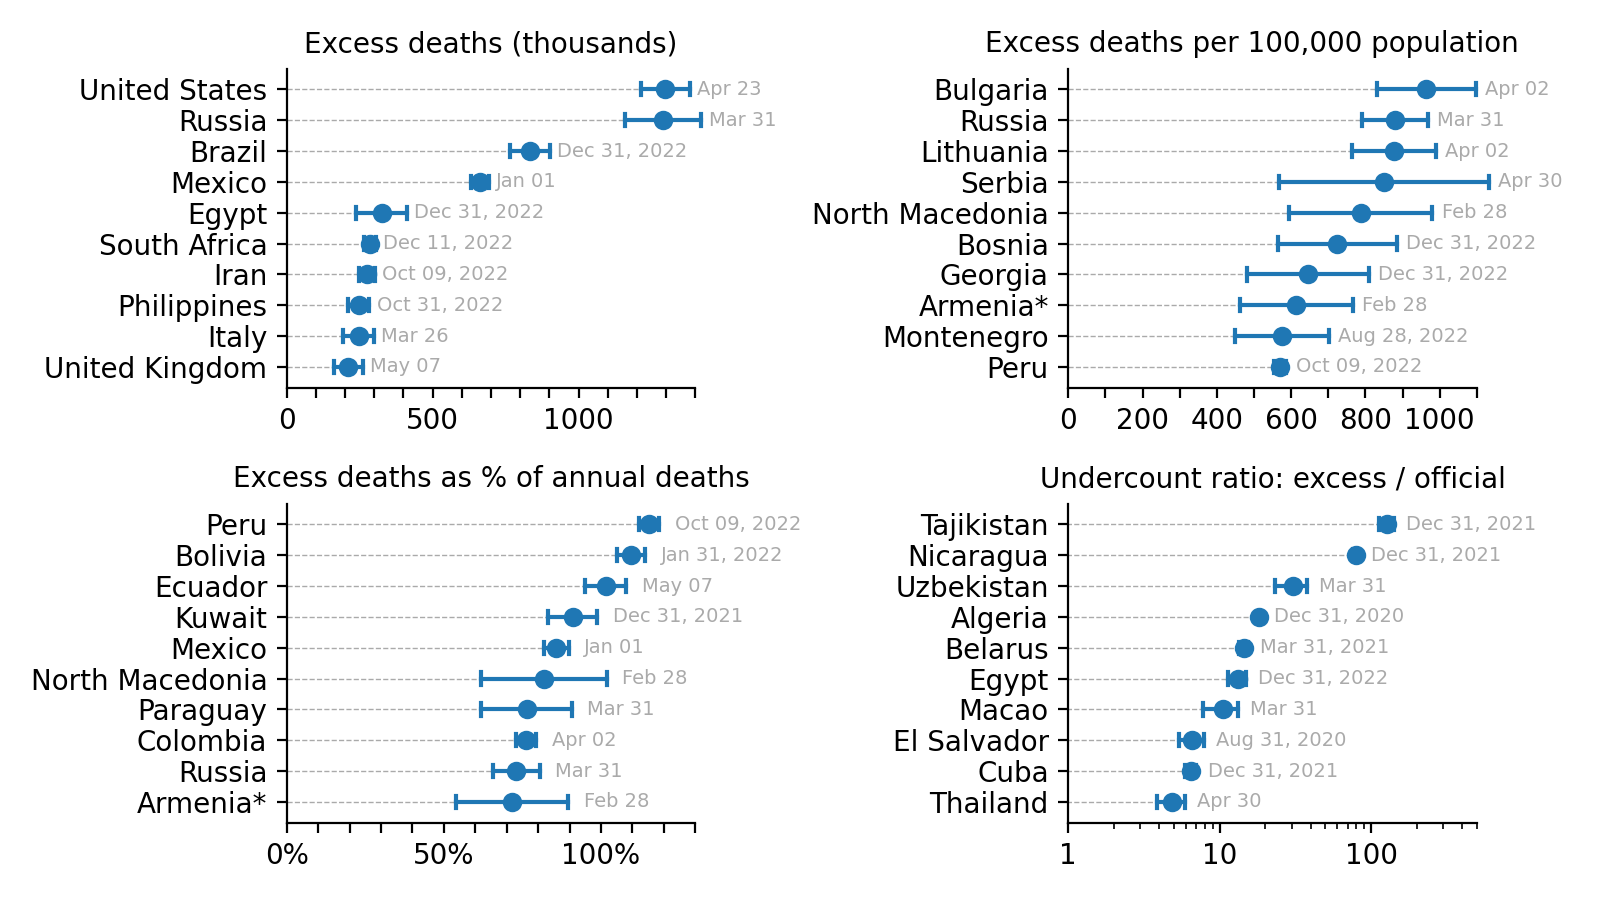 Excess deaths (thousands)
United States Apr 23
Russia Mar 31
Brazil Dec 31, 2022
Mexico Jan 01
Egypt Dec 31, 2022
South Africa Dec 11, 2022
Iran Oct 09, 2022
Philippines Oct 31, 2022
Italy Mar 26
United Kingdom May 07
0 500 1000
Excess deaths per 100,000 population
Bulgaria Apr 02
Russia Mar 31
Lithuania Apr 02
Serbia Apr 30
North Macedonia Feb 28
Bosnia Dec 31, 2022
Georgia Dec 31, 2022
Armenia* Feb 28
Montenegro Aug 28, 2022
Peru Oct 09, 2022
0 200 400 600 800 1000
Excess deaths as % of annual deaths
Peru Oct 09, 2022
Bolivia Jan 31, 2022
Ecuador May 07
Kuwait Dec 31, 2021
Mexico Jan 01
North Macedonia Feb 28
Paraguay Mar 31
Colombia Apr 02
Russia Mar 31
Armenia* Feb 28
0% 50% 100%
Undercount ratio: excess / official
Tajikistan Dec 31, 2021
Nicaragua Dec 31, 2021
Uzbekistan Mar 31
Algeria Dec 31, 2020
Belarus Mar 31, 2021
Egypt Dec 31, 2022
Macao Mar 31
El Salvador Aug 31, 2020
Cuba Dec 31, 2021
Thailand Apr 30
1 10 100